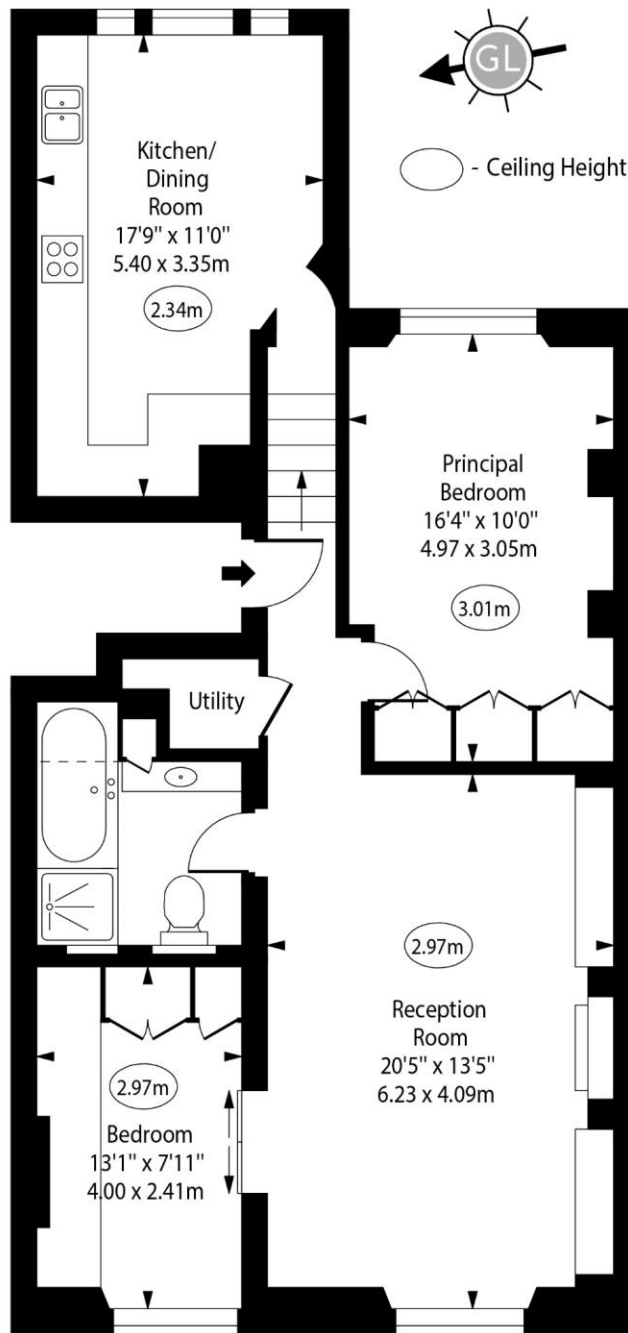 GL
- Ceiling Height
Kitchen/
Dining
Room
17'9" x 11'0"
5.40 x 3.35m
2.34m
Principal
Bedroom
16'4" x 10'0"
4.97 x 3.05m
3.01m
Utility
2.97m
Reception
Room
20'5" x 13'5"
6.23 x 4.09m
2.97m
Bedroom
13'1" x 7'11"
4.00 x 2.41m